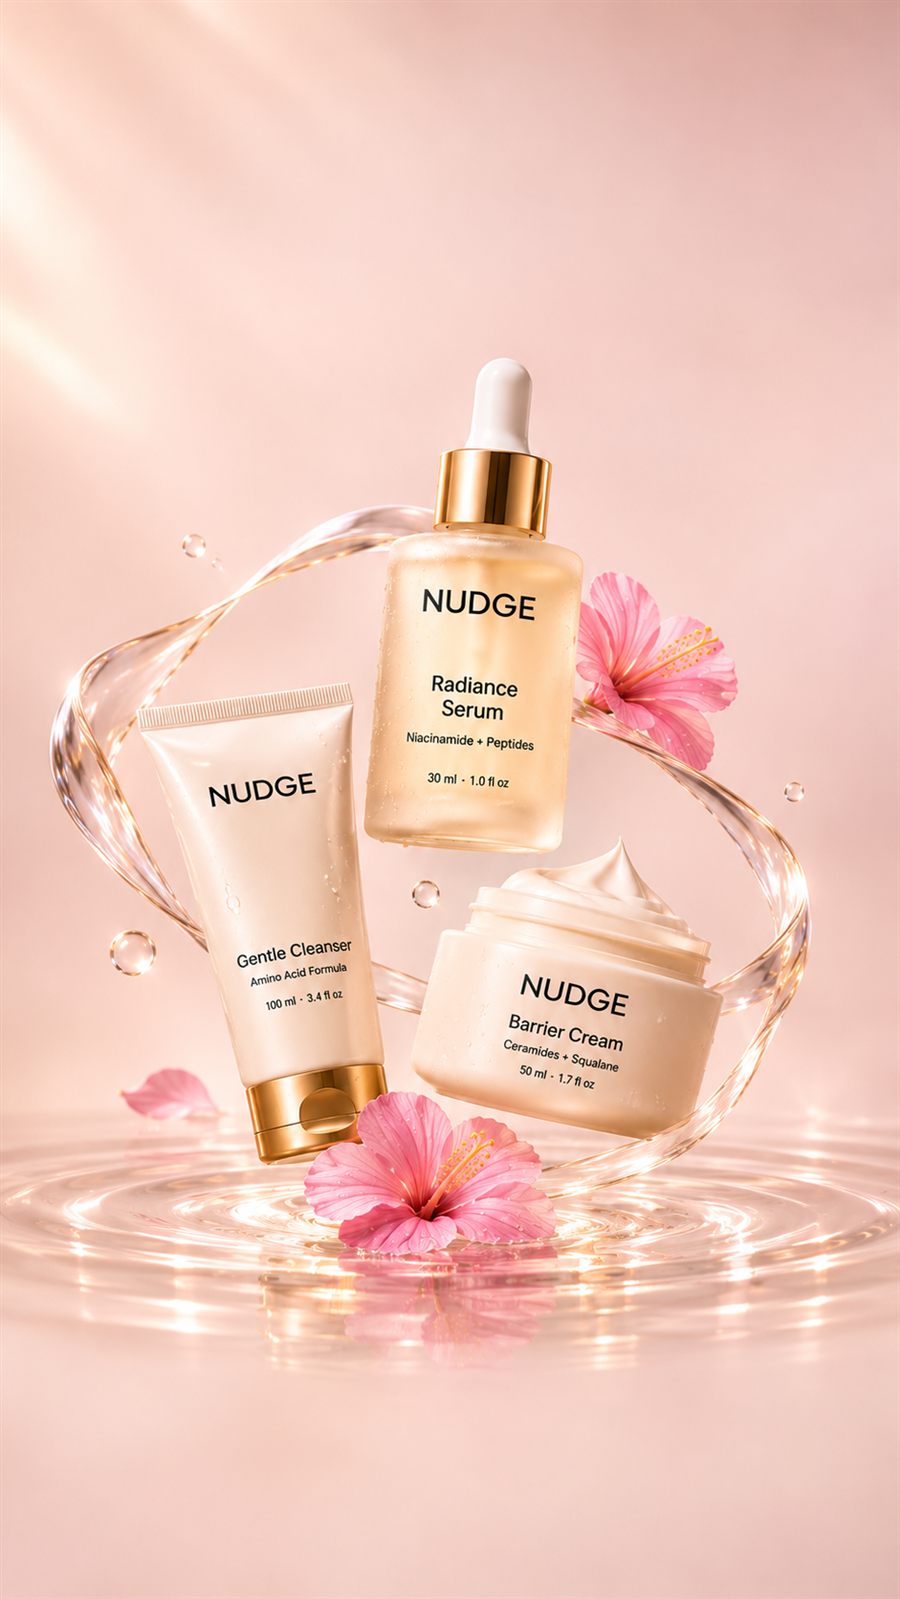 NUDGE
Radiance
Serum
Niacinamide + Peptides
30 ml · 1.0 fl oz
NUDGE
Gentle Cleanser
Amino Acid Formula
100 ml · 3.4 fl oz
NUDGE
Barrier Cream
Ceramides + Squalane
50 ml · 1.7 fl oz